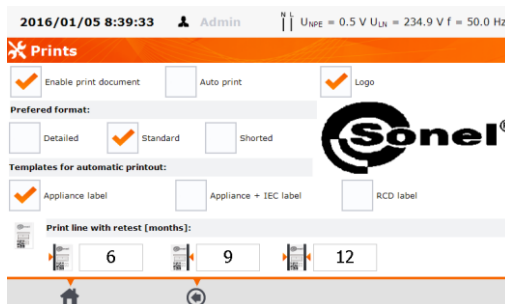 2016/01/05 8:39:33 Admin N L U_NPE = 0.5 V U_LN = 234.9 V f = 50.0 Hz
Prints
Enable print document Auto print Logo
Prefered format:
Detailed Standard Shorted
Sonel®
Templates for automatic printout:
Appliance label Appliance + IEC label RCD label
Print line with retest [months]:
6 9 12